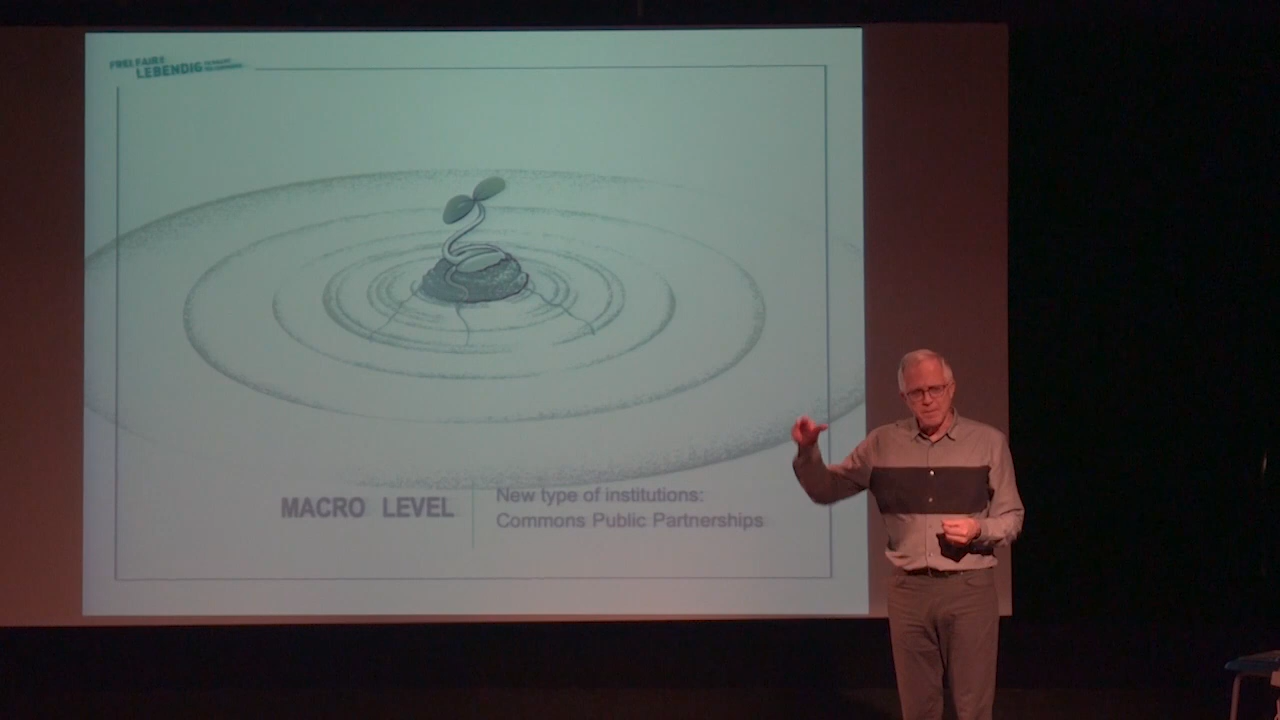 FREI, FAIR &
LEBENDIG
MACRO LEVEL
New type of institutions:
Commons Public Partnerships